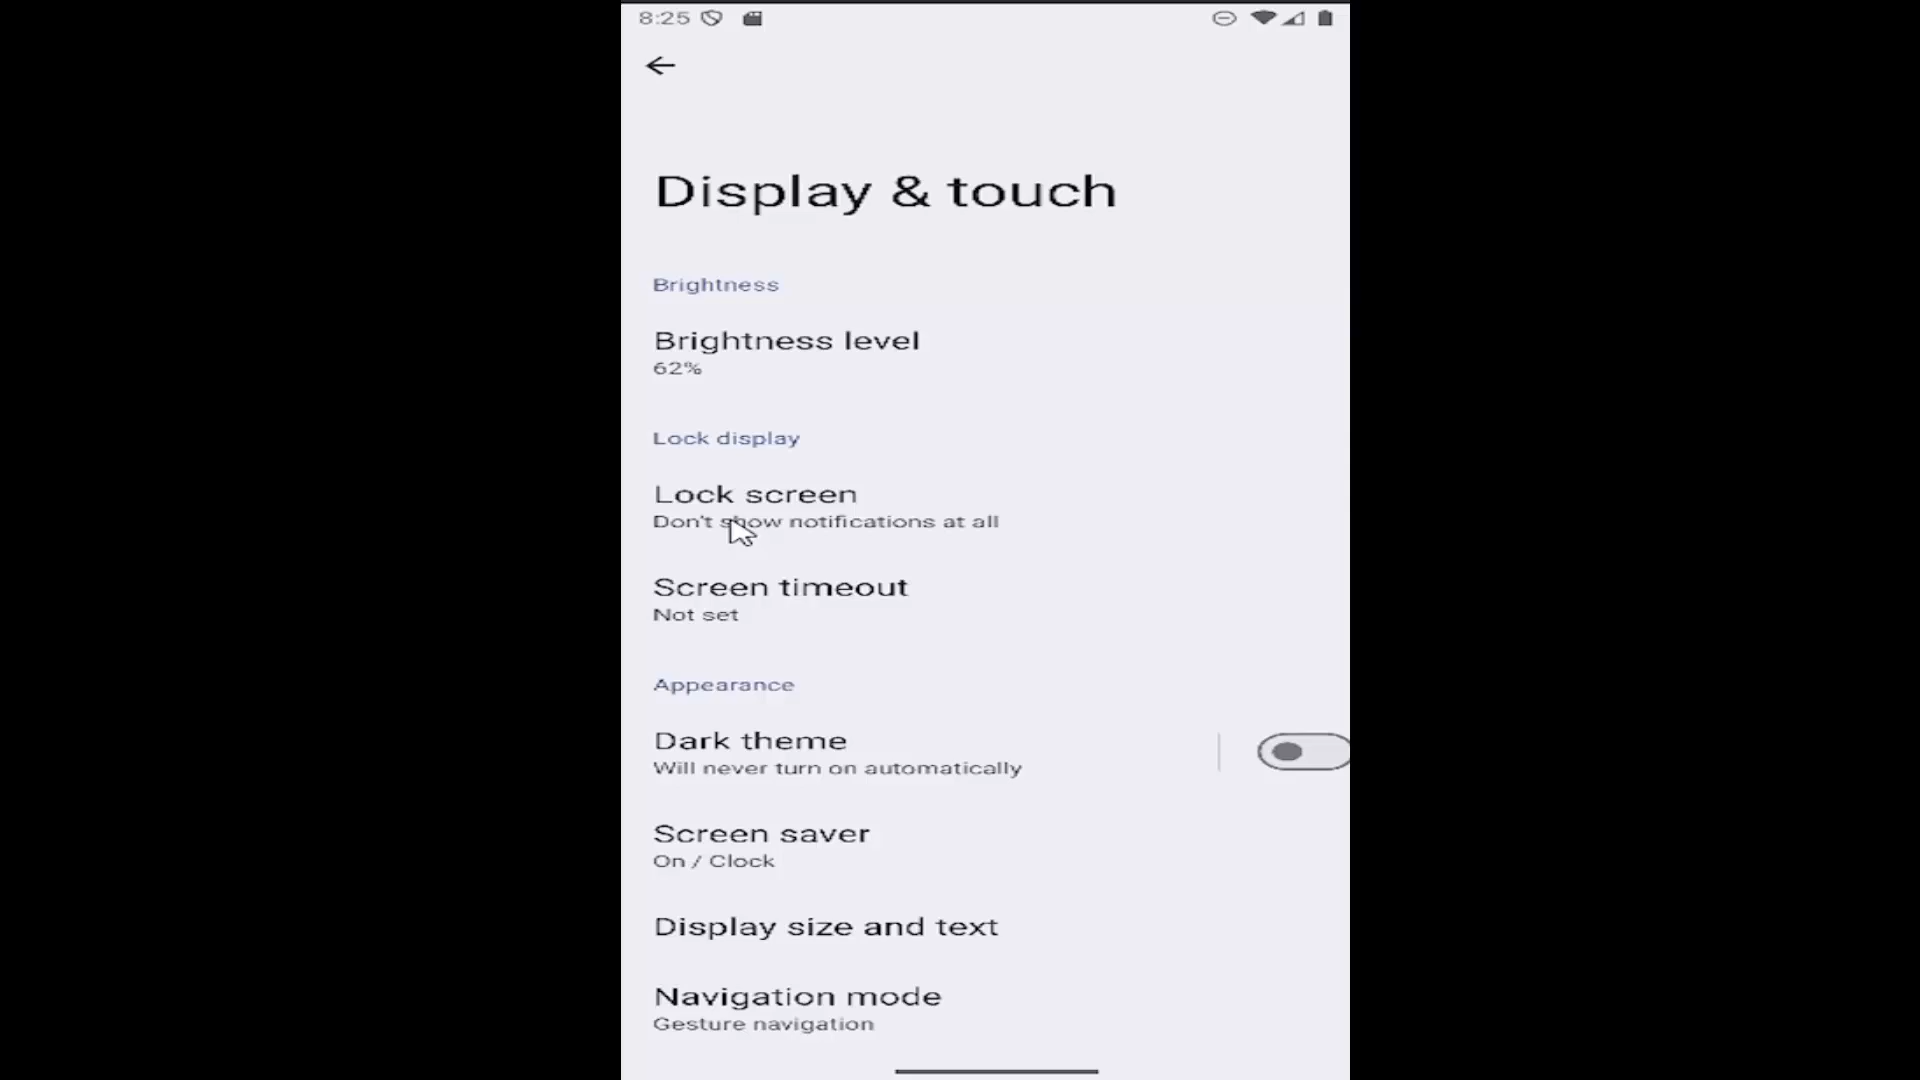 8:25
Display & touch
Brightness
Brightness level
62%
Lock display
Lock screen
Don't show notifications at all
Screen timeout
Not set
Appearance
Dark theme
Will never turn on automatically
Screen saver
On / Clock
Display size and text
Navigation mode
Gesture navigation